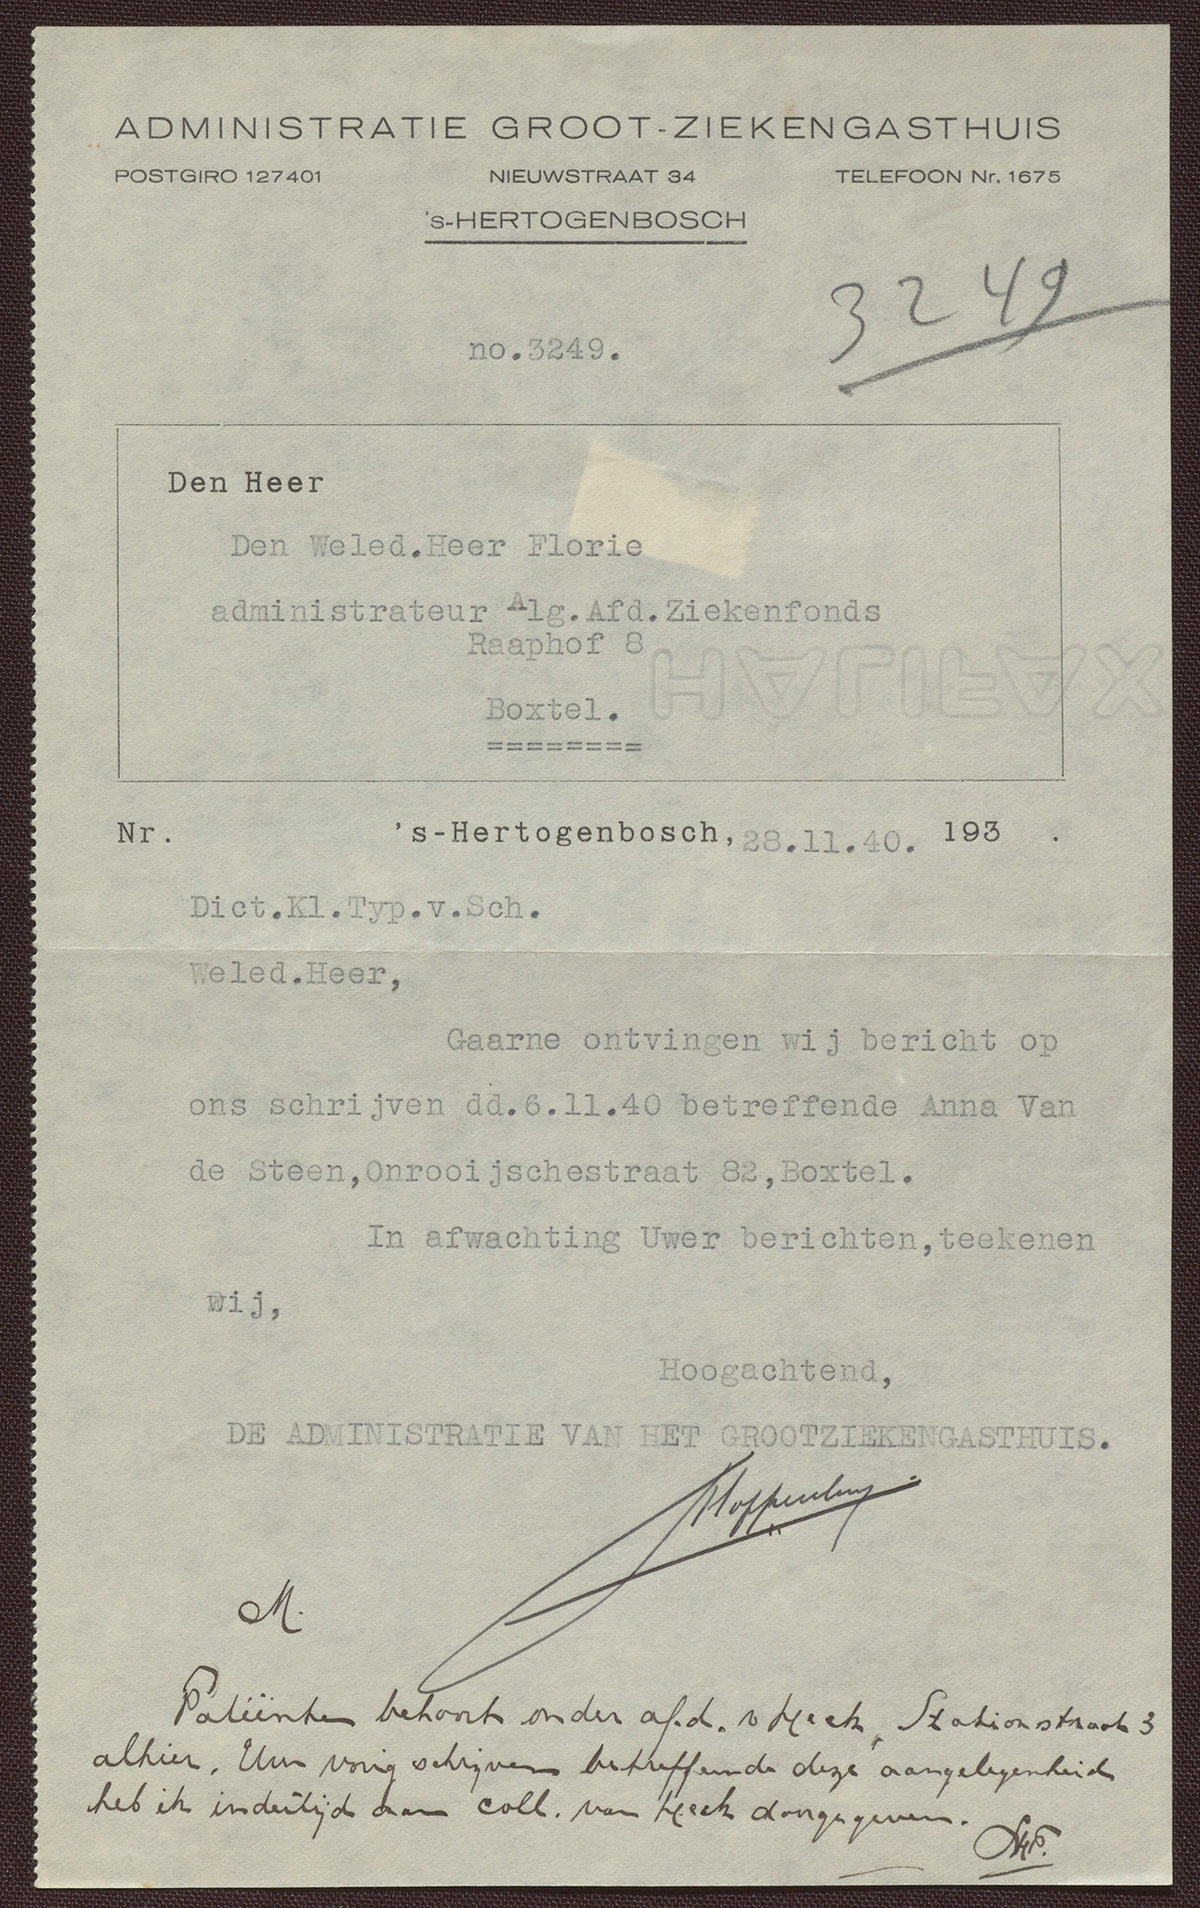 ADMINISTRATIE GROOT-ZIEKENGASTHUIS
POSTGIRO 127401 NIEUWSTRAAT 34 TELEFOON Nr. 1675
's-HERTOGENBOSCH
3249
no.3249.
Den Heer
Den Weled.Heer Florie
administrateur Alg.Afd.Ziekenfonds
Raaphof 8
HALIFAX
Boxtel.
========
Nr. 's-Hertogenbosch, 28.11.40. 193 .
Dict.Kl.Typ.v.Sch.
Weled.Heer,
Gaarne ontvingen wij bericht op
ons schrijven dd.6.11.40 betreffende Anna Van
de Steen,Onrooijschestraat 82,Boxtel.
In afwachting Uwer berichten,teekenen
wij,
Hoogachtend,
DE ADMINISTRATIE VAN HET GROOTZIEKENGASTHUIS.
M.
Patiënte behoort onder afd. v Heck, Stationstraat 3
alhier. Uw vorig schrijven betreffende deze aangelegenheid
heb ik indertijd aan coll. van Heck doorgegeven.